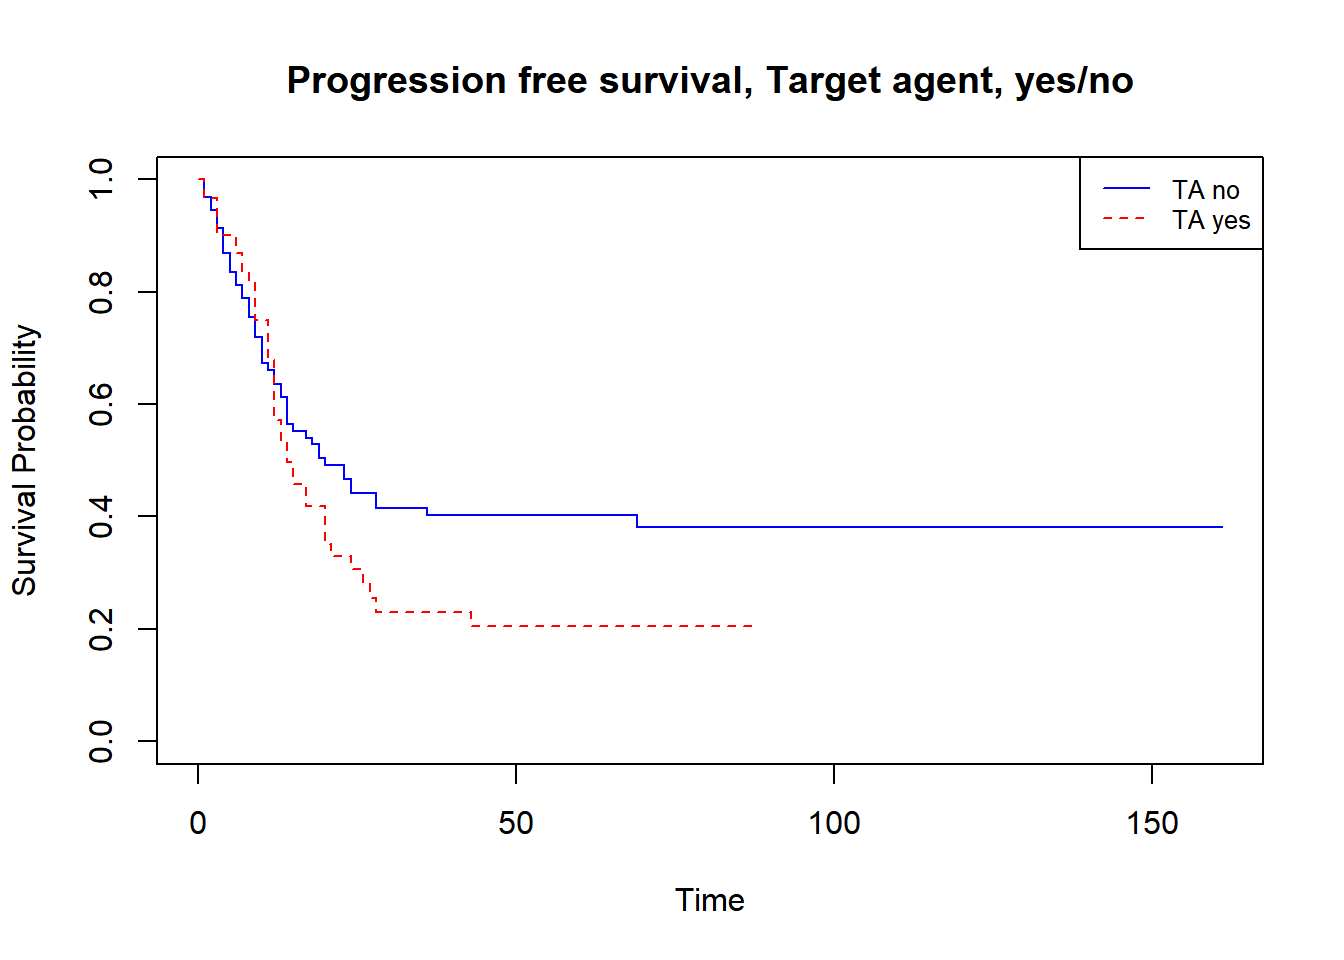 Progression free survival, Target agent, yes/no
TA no
TA yes
Survival Probability
1.0
0.8
0.6
0.4
0.2
0.0
0 50 100 150
Time